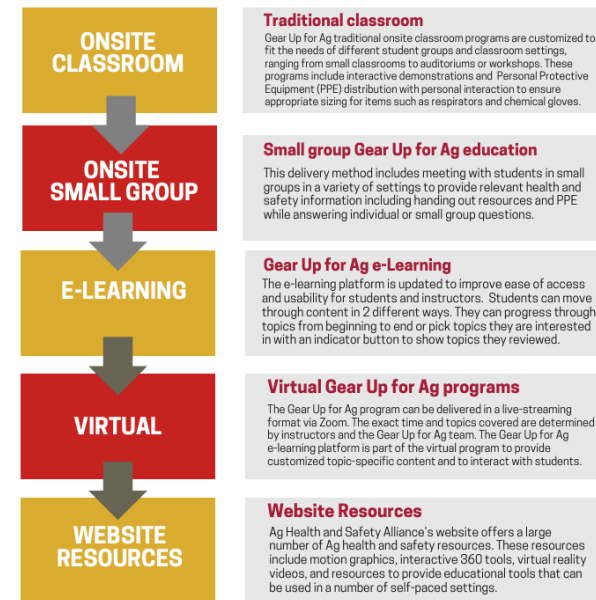 ONSITE
CLASSROOM
Traditional classroom
Gear Up for Ag traditional onsite classroom programs are customized to
fit the needs of different student groups and classroom settings,
ranging from small classrooms to auditoriums or workshops. These
programs include interactive demonstrations and Personal Protective
Equipment (PPE) distribution with personal interaction to ensure
appropriate sizing for items such as respirators and chemical gloves.
ONSITE
SMALL GROUP
Small group Gear Up for Ag education
This delivery method includes meeting with students in small
groups in a variety of settings to provide relevant health and
safety information including handing out resources and PPE
while answering individual or small group questions.
E-LEARNING
Gear Up for Ag e-Learning
The e-learning platform is updated to improve ease of access
and usability for students and instructors. Students can move
through content in 2 different ways. They can progress through
topics from beginning to end or pick topics they are interested
in with an indicator button to show topics they reviewed.
VIRTUAL
Virtual Gear Up for Ag programs
The Gear Up for Ag program can be delivered in a live-streaming
format via Zoom. The exact time and topics covered are determined
by instructors and the Gear Up for Ag team. The Gear Up for Ag
e-learning platform is part of the virtual program to provide
customized topic-specific content and to interact with students.
WEBSITE
RESOURCES
Website Resources
Ag Health and Safety Alliance's website offers a large
number of Ag health and safety resources. These resources
include motion graphics, interactive 360 tools, virtual reality
videos, and resources to provide educational tools that can
be used in a number of self-paced settings.